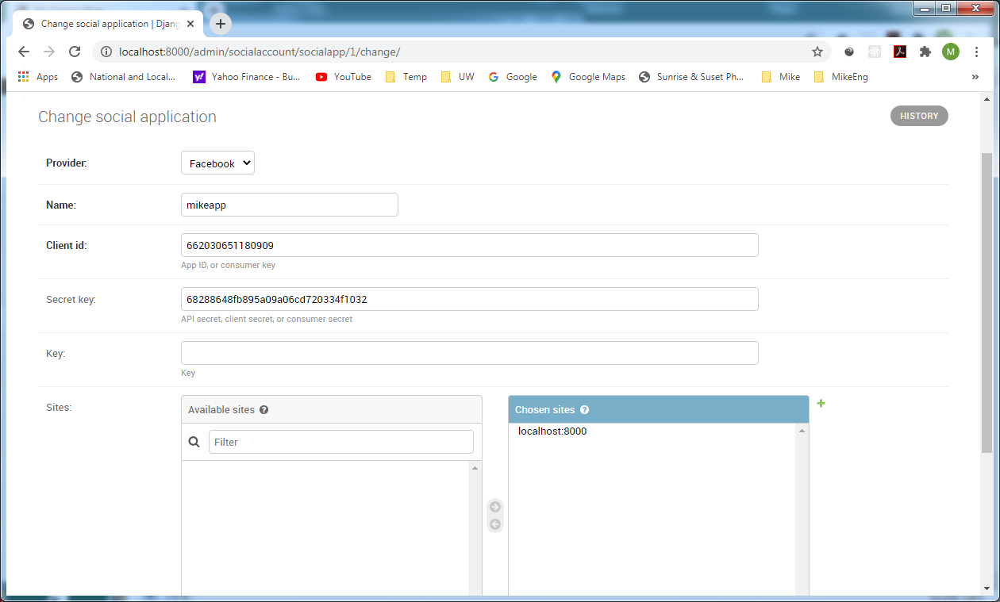 Change social application | Djang
localhost:8000/admin/socialaccount/socialapp/1/change/
M
Apps National and Local... Yahoo Finance - Bu... YouTube Temp UW Google Google Maps Sunrise & Suset Ph... Mike MikeEng »
Change social application
HISTORY
Provider: Facebook
Name: mikeapp
Client id: 662030651180909
App ID, or consumer key
Secret key: 68288648fb895a09a06cd720334f1032
API secret, client secret, or consumer secret
Key:
Key
Sites: Available sites ? Chosen sites ?
Filter
localhost:8000